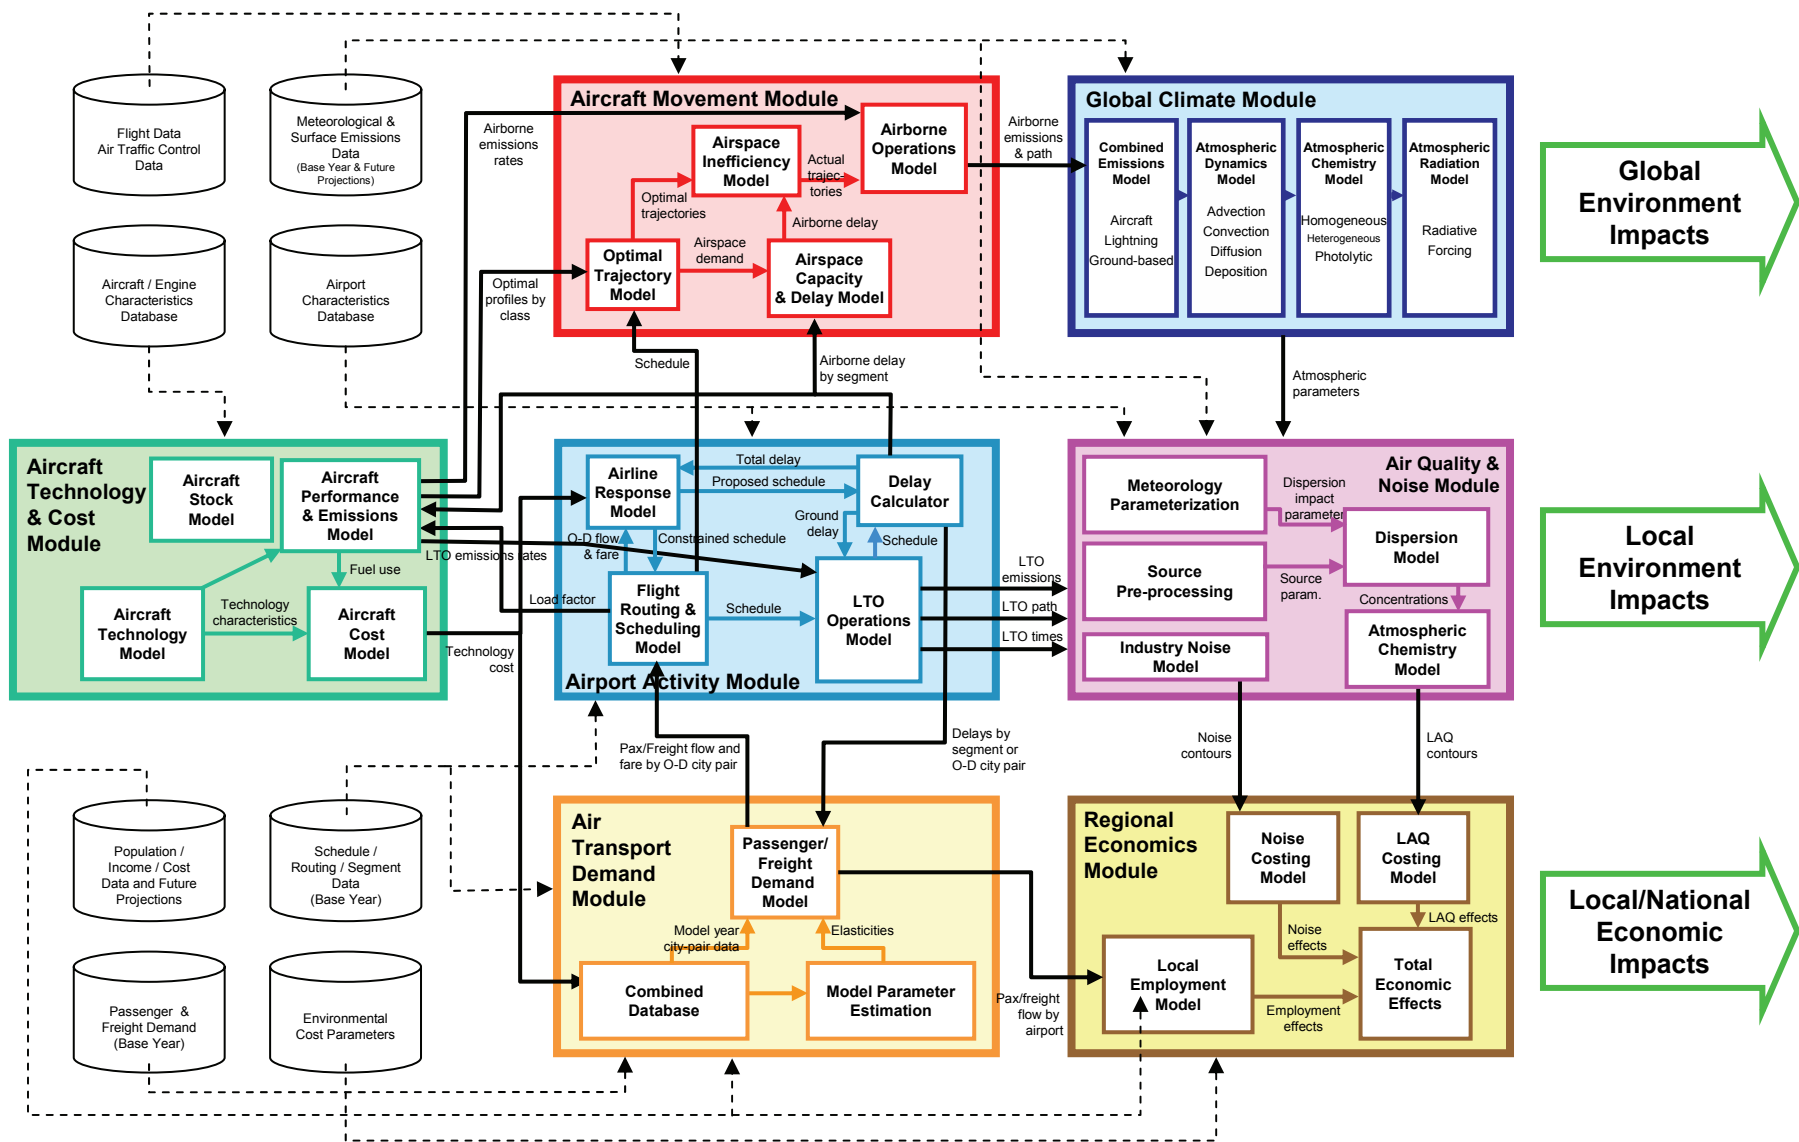 Flight Data
Air Traffic Control
Data
Meteorological &
Surface Emissions
Data
(Base Year & Future
Projections)
Aircraft / Engine
Characteristics
Database
Airport
Characteristics
Database
Aircraft Movement Module
Airborne
emissions
rates
Airspace
Inefficiency
Model
Actual
trajec-
tories
Airborne
Operations
Model
Optimal
trajectories
Airborne delay
Optimal
Trajectory
Model
Airspace
demand
Airspace
Capacity
& Delay Model
Optimal
profiles by
class
Airborne
emissions
& path
Global Climate Module
Combined
Emissions
Model
Aircraft
Lightning
Ground-based
Atmospheric
Dynamics
Model
Advection
Convection
Diffusion
Deposition
Atmospheric
Chemistry
Model
Homogeneous
Heterogeneous
Photolytic
Atmospheric
Radiation
Model
Radiative
Forcing
Global
Environment
Impacts
Schedule
Airborne delay
by segment
Atmospheric
parameters
Aircraft
Technology
& Cost
Module
Aircraft
Stock
Model
Aircraft
Performance
& Emissions
Model
LTO emissions rates
Fuel use
Aircraft
Technology
Model
Technology
characteristics
Aircraft
Cost
Model
Load factor
Technology
cost
Airline
Response
Model
Total delay
Proposed schedule
Delay
Calculator
Ground
delay
O-D flow
& fare
Constrained schedule
Schedule
Flight
Routing &
Scheduling
Model
Schedule
LTO
Operations
Model
Airport Activity Module
LTO
emissions
LTO path
LTO times
Air Quality &
Noise Module
Meteorology
Parameterization
Dispersion
impact
parameter
Dispersion
Model
Source
Pre-processing
Source
param.
Concentrations
Industry Noise
Model
Atmospheric
Chemistry
Model
Local
Environment
Impacts
Pax/Freight flow and
fare by O-D city pair
Delays by
segment or
O-D city pair
Noise
contours
LAQ
contours
Population /
Income / Cost
Data and Future
Projections
Schedule /
Routing / Segment
Data
(Base Year)
Passenger &
Freight Demand
(Base Year)
Environmental
Cost Parameters
Air
Transport
Demand
Module
Passenger/
Freight
Demand
Model
Model year
city-pair data
Elasticities
Combined
Database
Model Parameter
Estimation
Pax/freight
flow by
airport
Regional
Economics
Module
Noise
Costing
Model
LAQ
Costing
Model
Noise
effects
LAQ effects
Local
Employment
Model
Employment
effects
Total
Economic
Effects
Local/National
Economic
Impacts